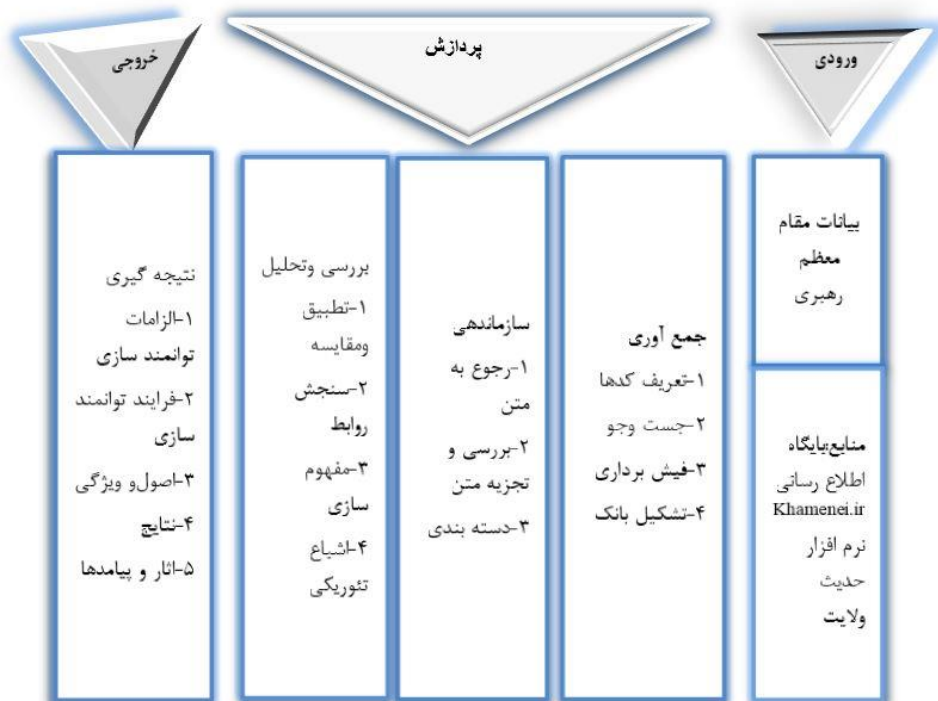 ورودی
پردازش
خروجی
بیانات مقام
معظم
رهبری
منابع:پایگاه
اطلاع رسانی
Khamenei.ir
نرم افزار
حدیث
ولایت
جمع آوری
۱-تعریف کدها
۲-جست وجو
۳-فیش برداری
۴-تشکیل بانک
سازماندهی
۱-رجوع به
متن
۲-بررسی و
تجزیه متن
۳-دسته بندی
بررسی وتحلیل
۱-تطبیق
ومقایسه
۲-سنجش
روابط
۳-مفهوم
سازی
۴-اشباع
تئوریکی
نتیجه گیری
۱-الزامات
توانمند سازی
۲-فرایند توانمند
سازی
۳-اصول و ویژگی
۴-نتایج
۵-اثار و پیامدها